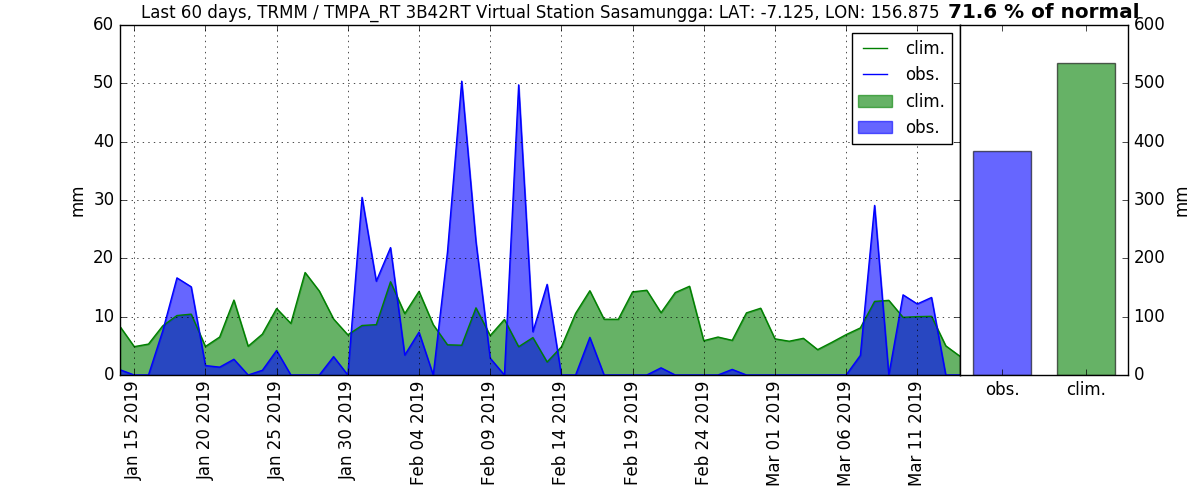 Last 60 days, TRMM / TMPA_RT 3B42RT Virtual Station Sasamungga: LAT: -7.125, LON: 156.875 71.6 % of normal
60
50
40
30
20
10
0
mm
clim.
obs.
clim.
obs.
Jan 15 2019
Jan 20 2019
Jan 25 2019
Jan 30 2019
Feb 04 2019
Feb 09 2019
Feb 14 2019
Feb 19 2019
Feb 24 2019
Mar 01 2019
Mar 06 2019
Mar 11 2019
obs.
clim.
600
500
400
300
200
100
0
mm